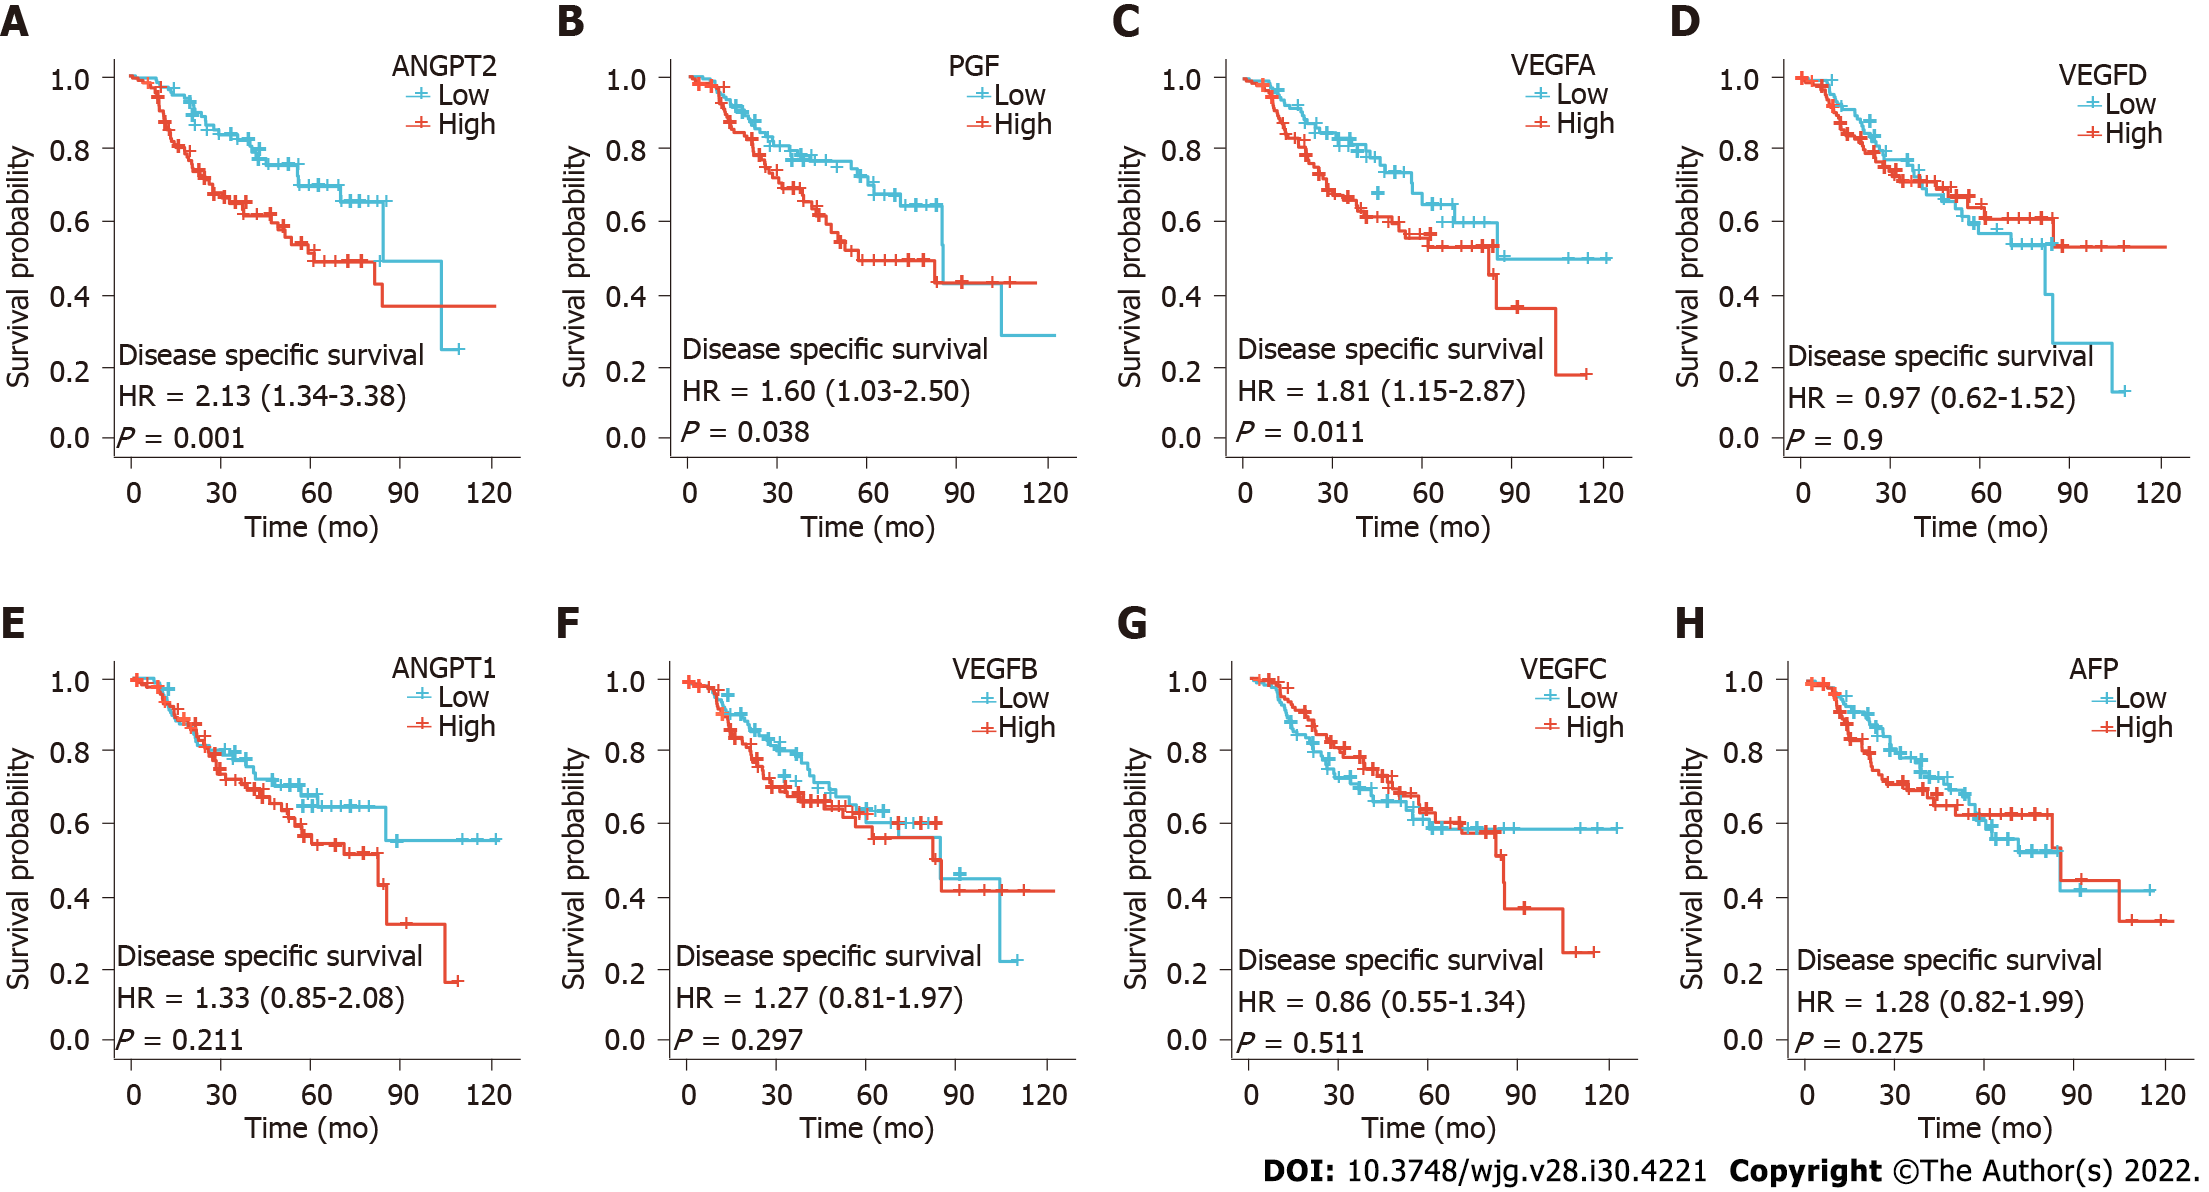 A
ANGPT2
Low
High
Survival probability
1.0
0.8
0.6
0.4
0.2
0.0
Disease specific survival
HR = 2.13 (1.34-3.38)
P = 0.001
0 30 60 90 120
Time (mo)
B
PGF
Low
High
Survival probability
1.0
0.8
0.6
0.4
0.2
0.0
Disease specific survival
HR = 1.60 (1.03-2.50)
P = 0.038
0 30 60 90 120
Time (mo)
C
VEGFA
Low
High
Survival probability
1.0
0.8
0.6
0.4
0.2
0.0
Disease specific survival
HR = 1.81 (1.15-2.87)
P = 0.011
0 30 60 90 120
Time (mo)
D
VEGFD
Low
High
Survival probability
1.0
0.8
0.6
0.4
0.2
0.0
Disease specific survival
HR = 0.97 (0.62-1.52)
P = 0.9
0 30 60 90 120
Time (mo)
E
ANGPT1
Low
High
Survival probability
1.0
0.8
0.6
0.4
0.2
0.0
Disease specific survival
HR = 1.33 (0.85-2.08)
P = 0.211
0 30 60 90 120
Time (mo)
F
VEGFB
Low
High
Survival probability
1.0
0.8
0.6
0.4
0.2
0.0
Disease specific survival
HR = 1.27 (0.81-1.97)
P = 0.297
0 30 60 90 120
Time (mo)
G
VEGFC
Low
High
Survival probability
1.0
0.8
0.6
0.4
0.2
0.0
Disease specific survival
HR = 0.86 (0.55-1.34)
P = 0.511
0 30 60 90 120
Time (mo)
H
AFP
Low
High
Survival probability
1.0
0.8
0.6
0.4
0.2
0.0
Disease specific survival
HR = 1.28 (0.82-1.99)
P = 0.275
0 30 60 90 120
Time (mo)
DOI: 10.3748/wjg.v28.i30.4221 Copyright ©The Author(s) 2022.